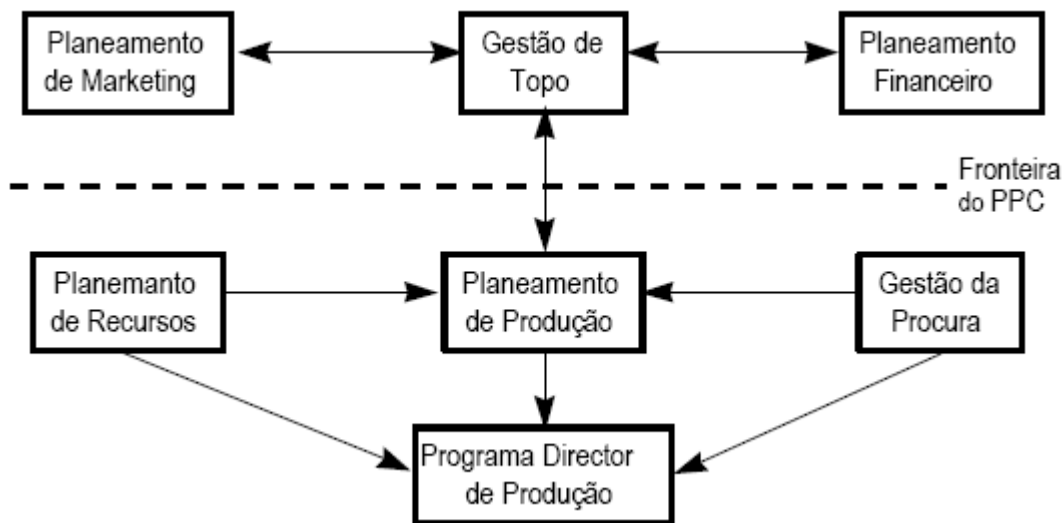 Planeamento
de Marketing
Gestão de
Topo
Planeamento
Financeiro
Fronteira
do PPC
Planemanto
de Recursos
Planeamento
de Produção
Gestão da
Procura
Programa Director
de Produção